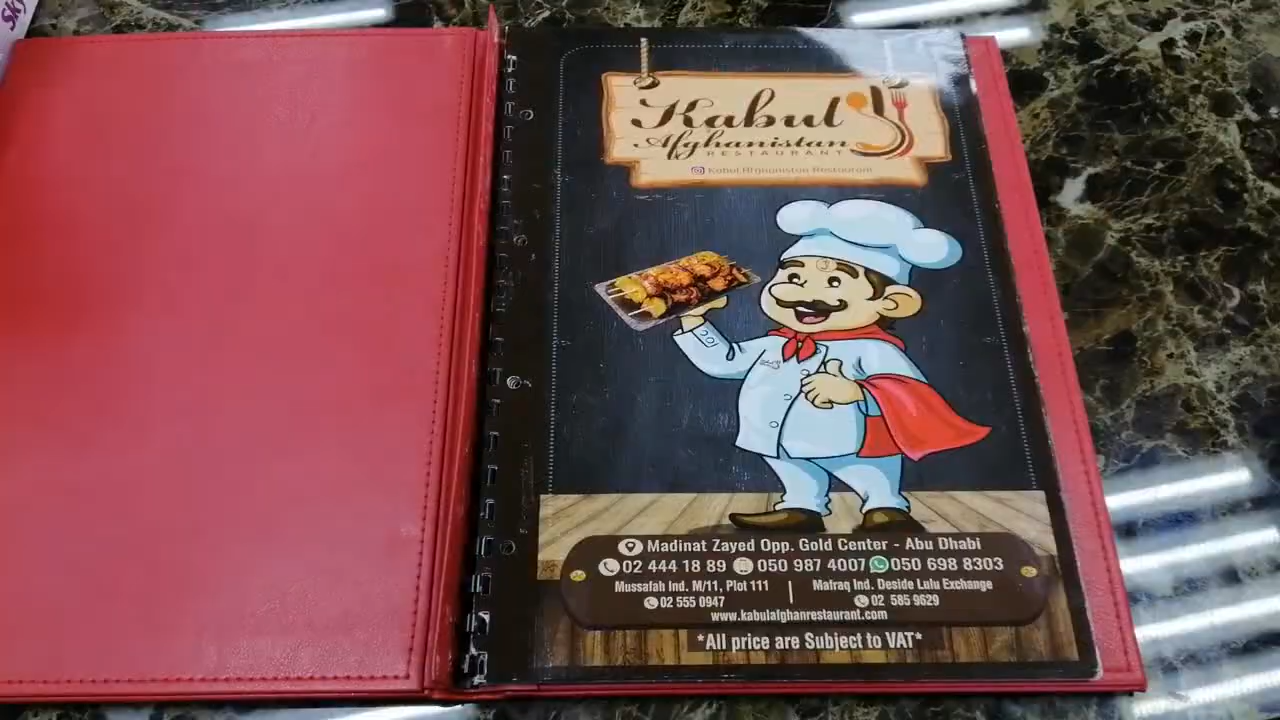 Sky
Kabul
Afghanistan
RESTAURANT
Kabul Afghanistan Restaurant
Madinat Zayed Opp. Gold Center - Abu Dhabi
02 444 18 89 050 987 4007 050 698 8303
Mussafah Ind. M/11, Plot 111 | Mafraq Ind. Deside Lulu Exchange
02 555 0947 02 585 9629
www.kabulafghanrestaurant.com
*All price are Subject to VAT*